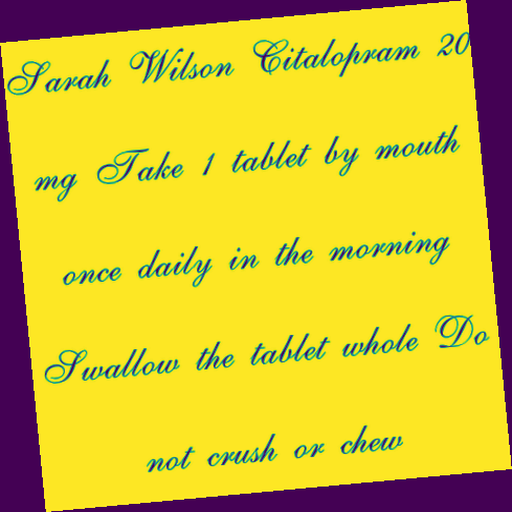 Sarah Wilson Citalopram 20
mg Take 1 tablet by mouth
once daily in the morning
Swallow the tablet whole Do
not crush or chew